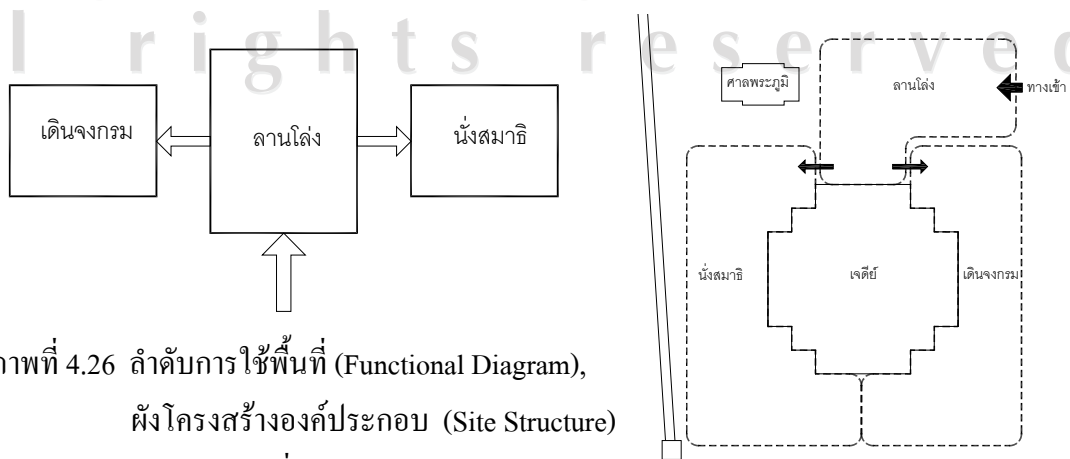 l rights reserved
ศาลพระภูมิ
ลานโล่ง
ทางเข้า
เดินจงกรม
ลานโล่ง
นั่งสมาธิ
นั่งสมาธิ
เจดีย์
เดินจงกรม
าพที่ 4.26 ลำดับการใช้พื้นที่ (Functional Diagram),
ผังโครงสร้างองค์ประกอบ (Site Structure)